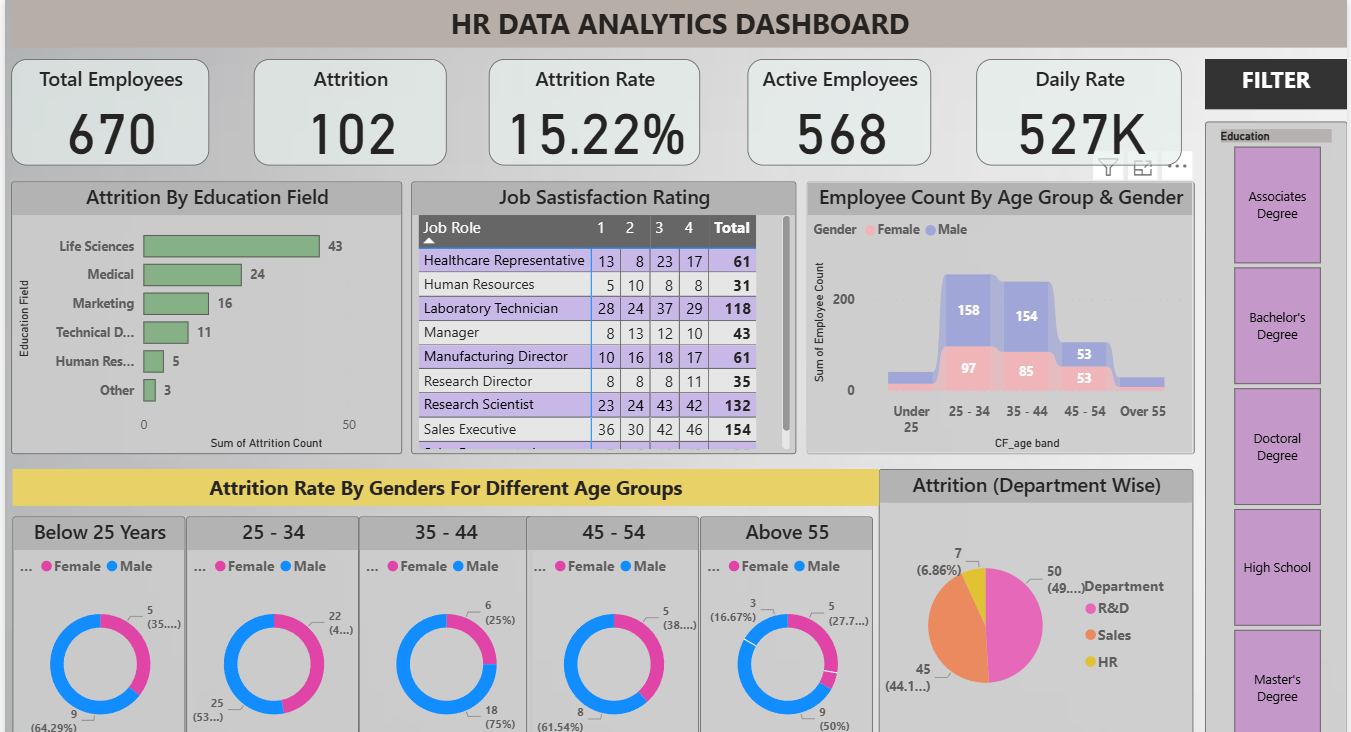 HR DATA ANALYTICS DASHBOARD
Total Employees
670
Attrition
102
Attrition Rate
15.22%
Active Employees
568
Daily Rate
527K
FILTER
Education
Associates
Degree
Bachelor's
Degree
Doctoral
Degree
High School
Master's
Degree
Attrition By Education Field
Education Field
Life Sciences 43
Medical 24
Marketing 16
Technical D... 11
Human Res... 5
Other 3
0 50
Sum of Attrition Count
Job Sastisfaction Rating
Job Role 1 2 3 4 Total
Healthcare Representative 13 8 23 17 61
Human Resources 5 10 8 8 31
Laboratory Technician 28 24 37 29 118
Manager 8 13 12 10 43
Manufacturing Director 10 16 18 17 61
Research Director 8 8 8 11 35
Research Scientist 23 24 43 42 132
Sales Executive 36 30 42 46 154
Employee Count By Age Group & Gender
Gender Female Male
Sum of Employee Count
200
0
158 154 53
97 85 53
Under
25
25 - 34 35 - 44 45 - 54 Over 55
CF_age band
Attrition Rate By Genders For Different Age Groups
Below 25 Years
... Female Male
5
(35....)
9
(64.29%)
25 - 34
... Female Male
22
(4...)
25
(53...)
35 - 44
... Female Male
6
(25%)
18
(75%)
45 - 54
... Female Male
5
(38....)
8
(61.54%)
Above 55
... Female Male
3
(16.67%)
5
(27.7...)
9
(50%)
Attrition (Department Wise)
7
(6.86%)
50
(49....)
45
(44.1...)
Department
R&D
Sales
HR